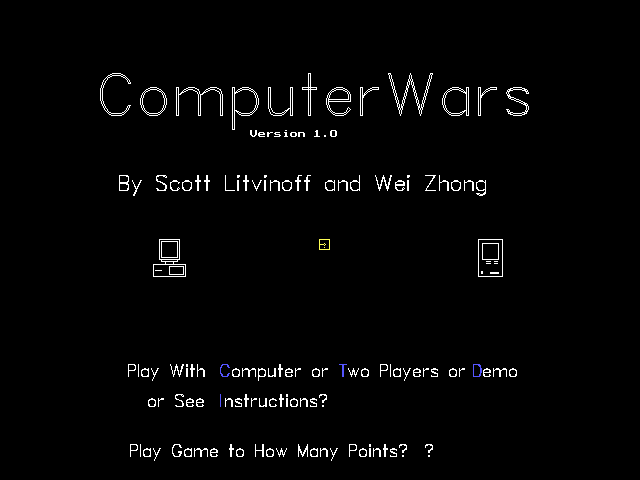 ComputerWars
Version 1.0
By Scott Litvinoff and Wei Zhong
Play With Computer or Two Players or Demo
or See Instructions?
Play Game to How Many Points? ?